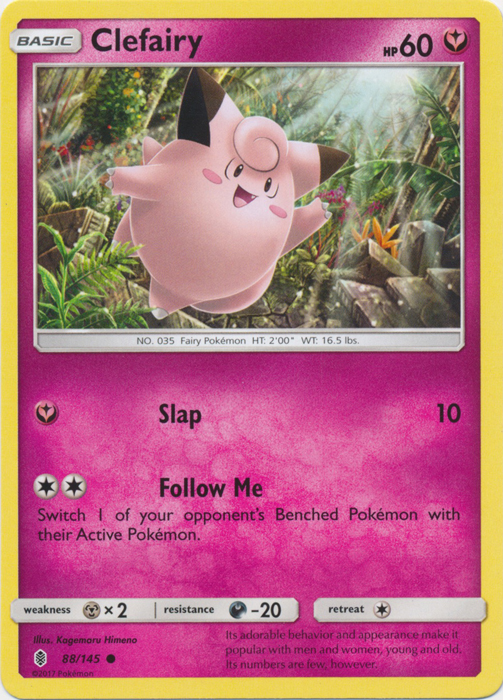 BASIC Clefairy HP 60
NO. 035 Fairy Pokémon HT: 2'00" WT: 16.5 lbs.
Slap 10
Follow Me
Switch 1 of your opponent's Benched Pokémon with
their Active Pokémon.
weakness ×2 resistance -20 retreat
Illus. Kagemaru Himeno
88/145
©2017 Pokémon
Its adorable behavior and appearance make it
popular with men and women, young and old.
Its numbers are few, however.